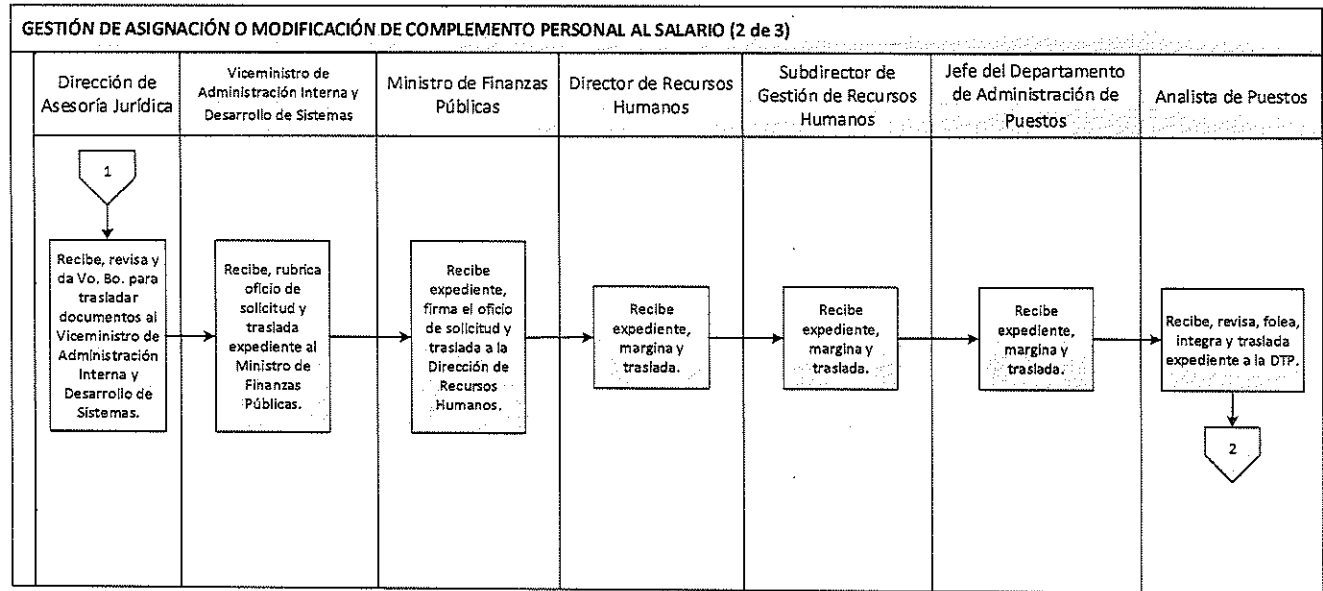 GESTIÓN DE ASIGNACIÓN O MODIFICACIÓN DE COMPLEMENTO PERSONAL AL SALARIO (2 de 3)
Dirección de
Asesoría Jurídica
Viceministro de
Administración Interna y
Desarrollo de Sistemas
Ministro de Finanzas
Públicas
Director de Recursos
Humanos
Subdirector de
Gestión de Recursos
Humanos
Jefe del Departamento
de Administración de
Puestos
Analista de Puestos
1
Recibe, revisa y
da Vo. Bo. para
trasladar
documentos al
Viceministro de
Administración
Interna y
Desarrollo de
Sistemas.
Recibe, rubrica
oficio de
solicitud y
traslada
expediente al
Ministro de
Finanzas
Públicas.
Recibe
expediente,
firma el oficio
de solicitud y
traslada a la
Dirección de
Recursos
Humanos.
Recibe
expediente,
margina y
traslada.
Recibe
expediente,
margina y
traslada.
Recibe
expediente,
margina y
traslada.
Recibe, revisa, folea,
integra y traslada
expediente a la DTP.
2